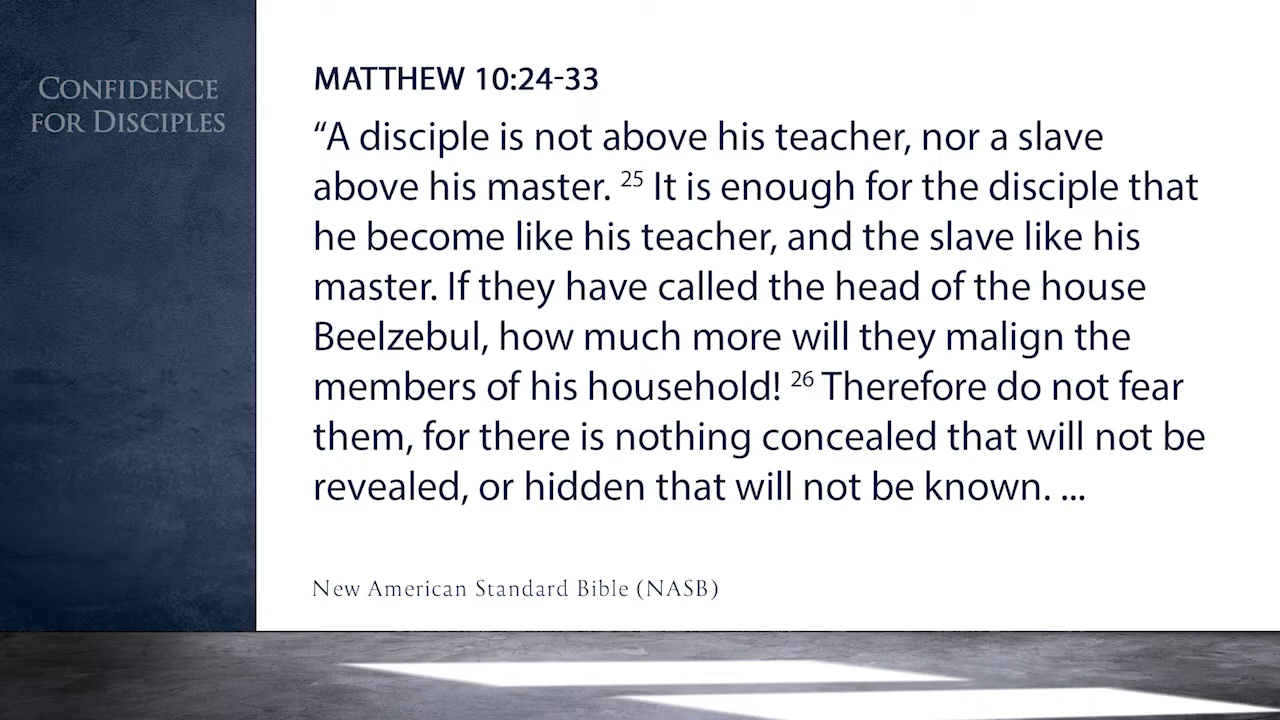 CONFIDENCE
FOR DISCIPLES
MATTHEW 10:24-33
“A disciple is not above his teacher, nor a slave
above his master. 25 It is enough for the disciple that
he become like his teacher, and the slave like his
master. If they have called the head of the house
Beelzebul, how much more will they malign the
members of his household! 26 Therefore do not fear
them, for there is nothing concealed that will not be
revealed, or hidden that will not be known. ...
New American Standard Bible (NASB)